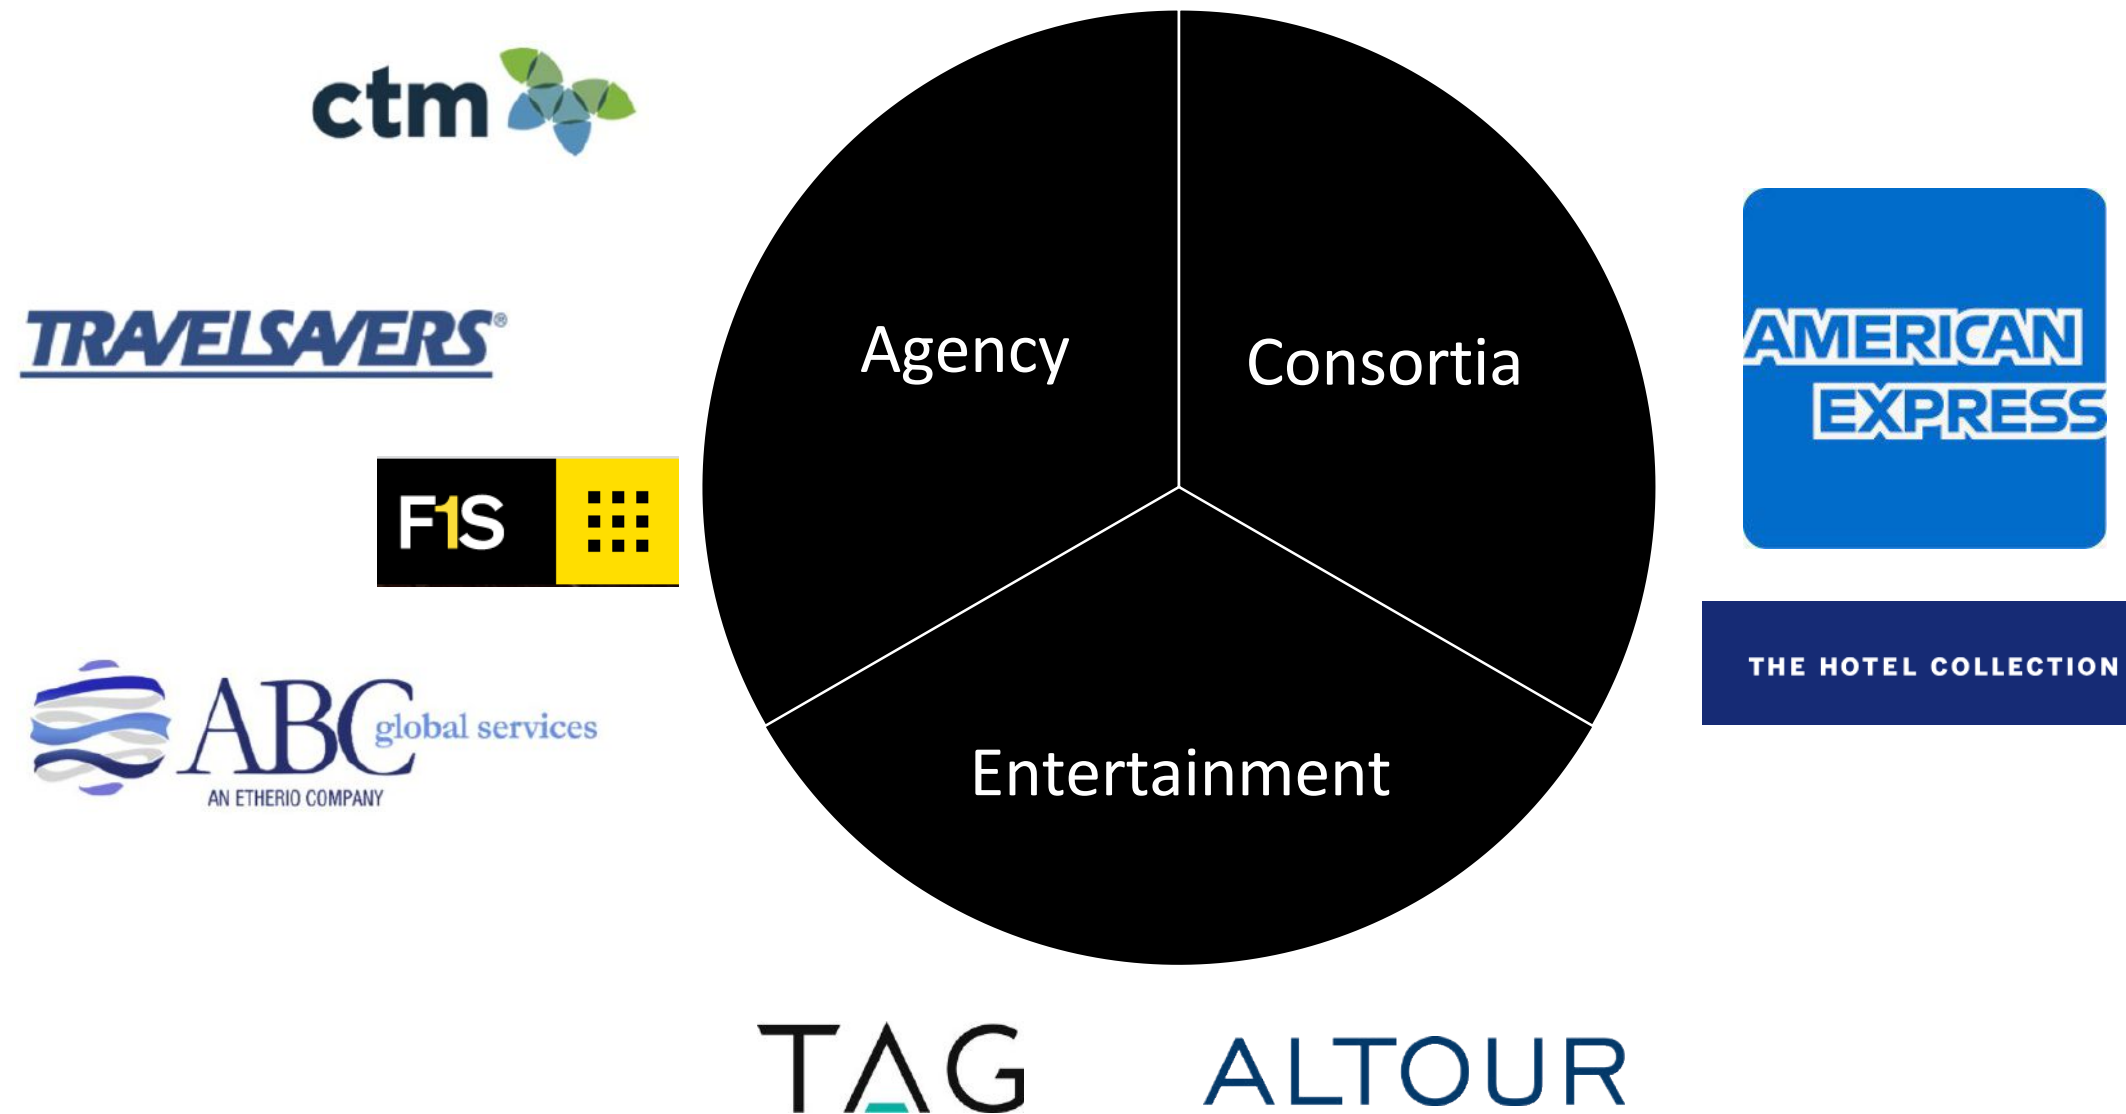 ctm
TRAVELSAVERS®
F1S
ABC global services
AN ETHERIO COMPANY
Agency
Consortia
Entertainment
AMERICAN
EXPRESS
THE HOTEL COLLECTION
TAG
ALTOUR